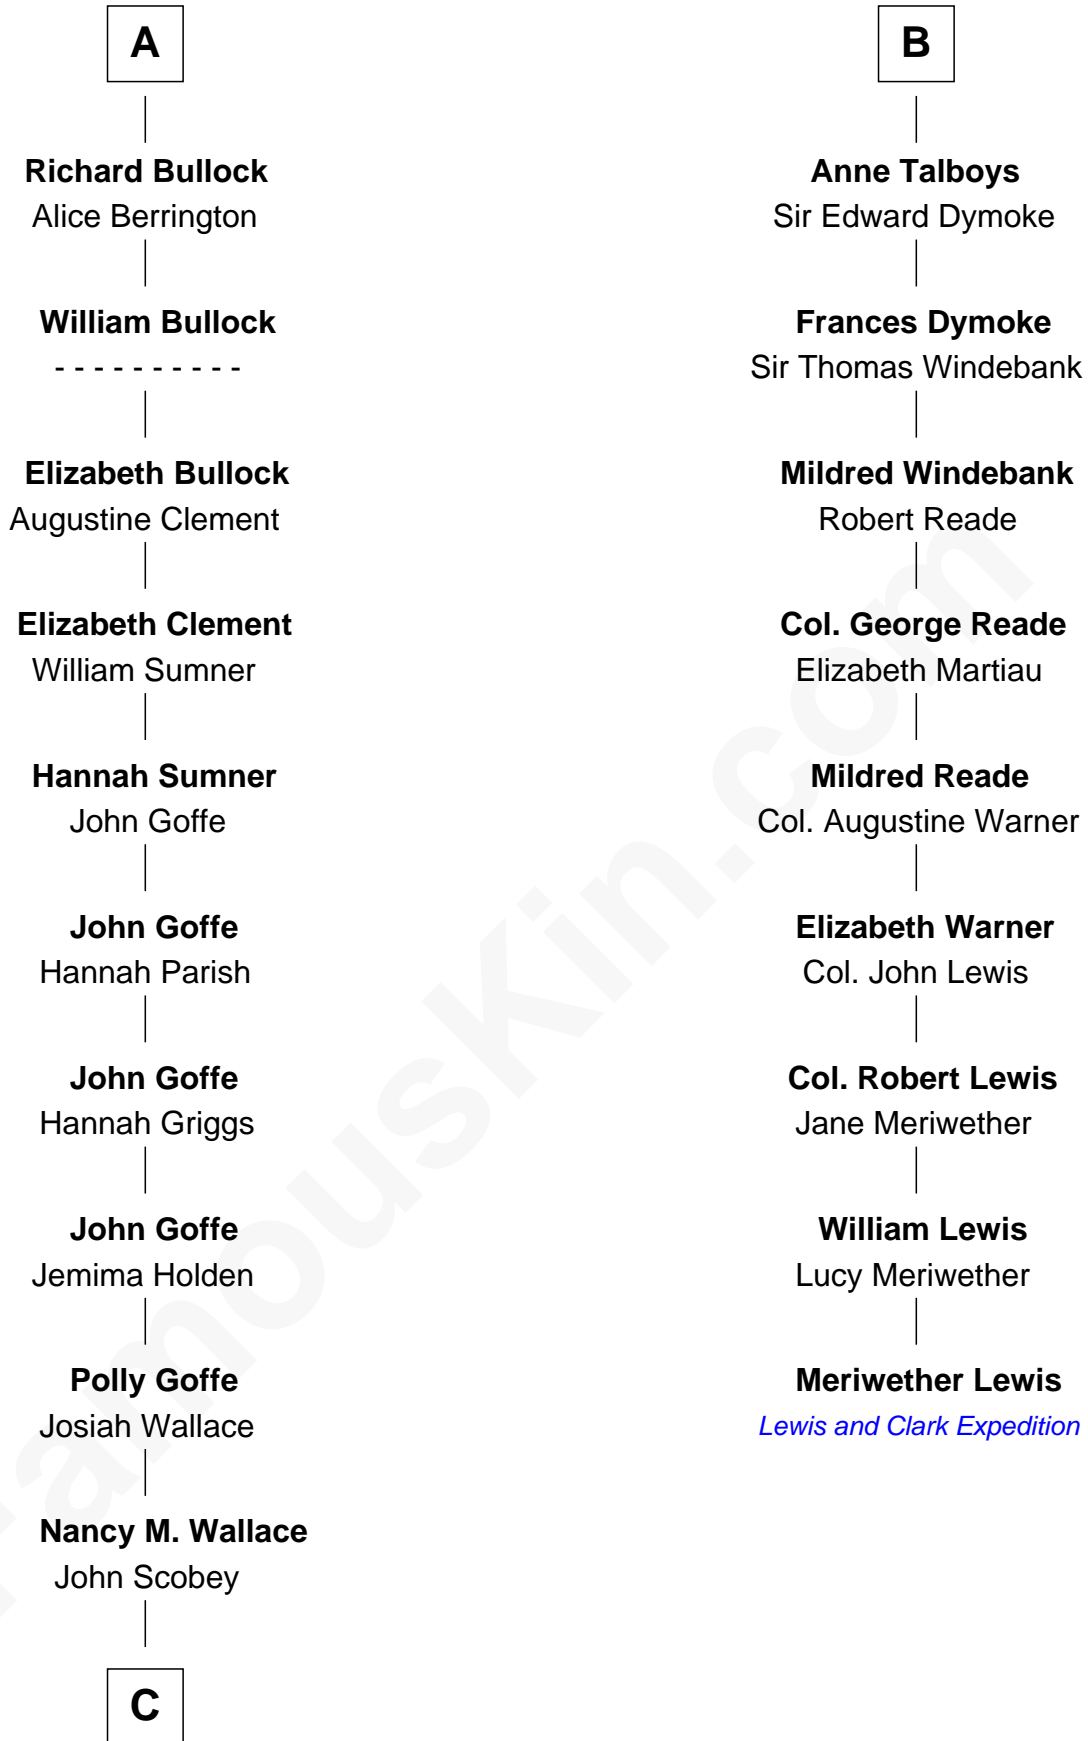 A
Richard Bullock
Alice Berrington
William Bullock
- - - - - - - - - -
Elizabeth Bullock
Augustine Clement
Elizabeth Clement
William Sumner
Hannah Sumner
John Goffe
John Goffe
Hannah Parish
John Goffe
Hannah Griggs
John Goffe
Jemima Holden
Polly Goffe
Josiah Wallace
Nancy M. Wallace
John Scobey
C
B
Anne Talboys
Sir Edward Dymoke
Frances Dymoke
Sir Thomas Windebank
Mildred Windebank
Robert Reade
Col. George Reade
Elizabeth Martiau
Mildred Reade
Col. Augustine Warner
Elizabeth Warner
Col. John Lewis
Col. Robert Lewis
Jane Meriwether
William Lewis
Lucy Meriwether
Meriwether Lewis
Lewis and Clark Expedition
FamousKin.com